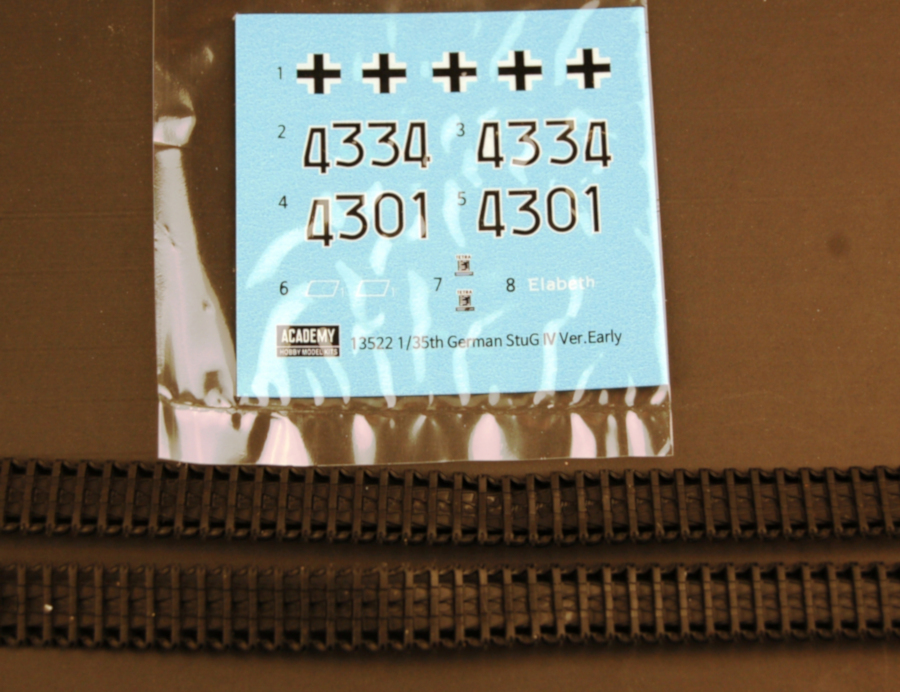 1
2 4334 3 4334
4 4301 5 4301
6 7 8 Elabeth
ACADEMY
HOBBY MODEL KITS
13522 1/35th German StuG IV Ver.Early